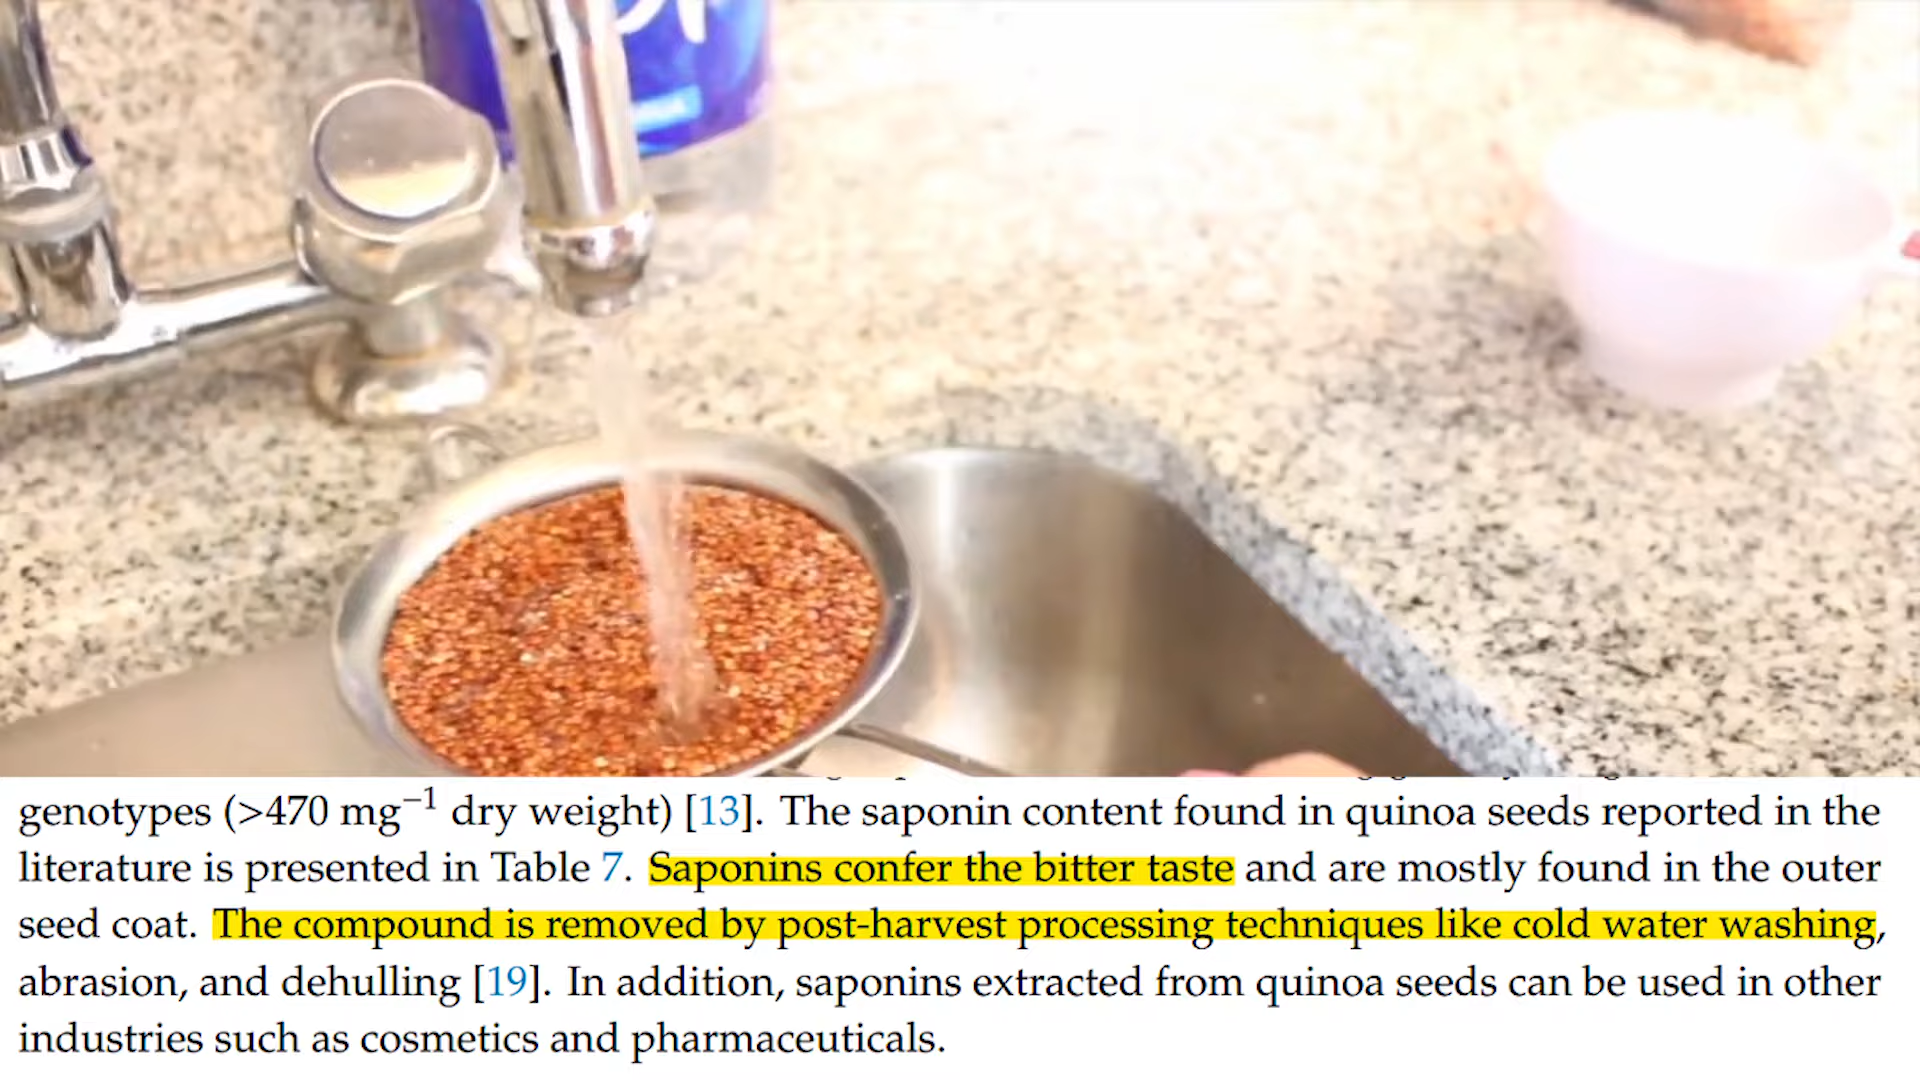 genotypes (>470 mg⁻¹ dry weight) [13]. The saponin content found in quinoa seeds reported in the
literature is presented in Table 7. Saponins confer the bitter taste and are mostly found in the outer
seed coat. The compound is removed by post-harvest processing techniques like cold water washing,
abrasion, and dehulling [19]. In addition, saponins extracted from quinoa seeds can be used in other
industries such as cosmetics and pharmaceuticals.